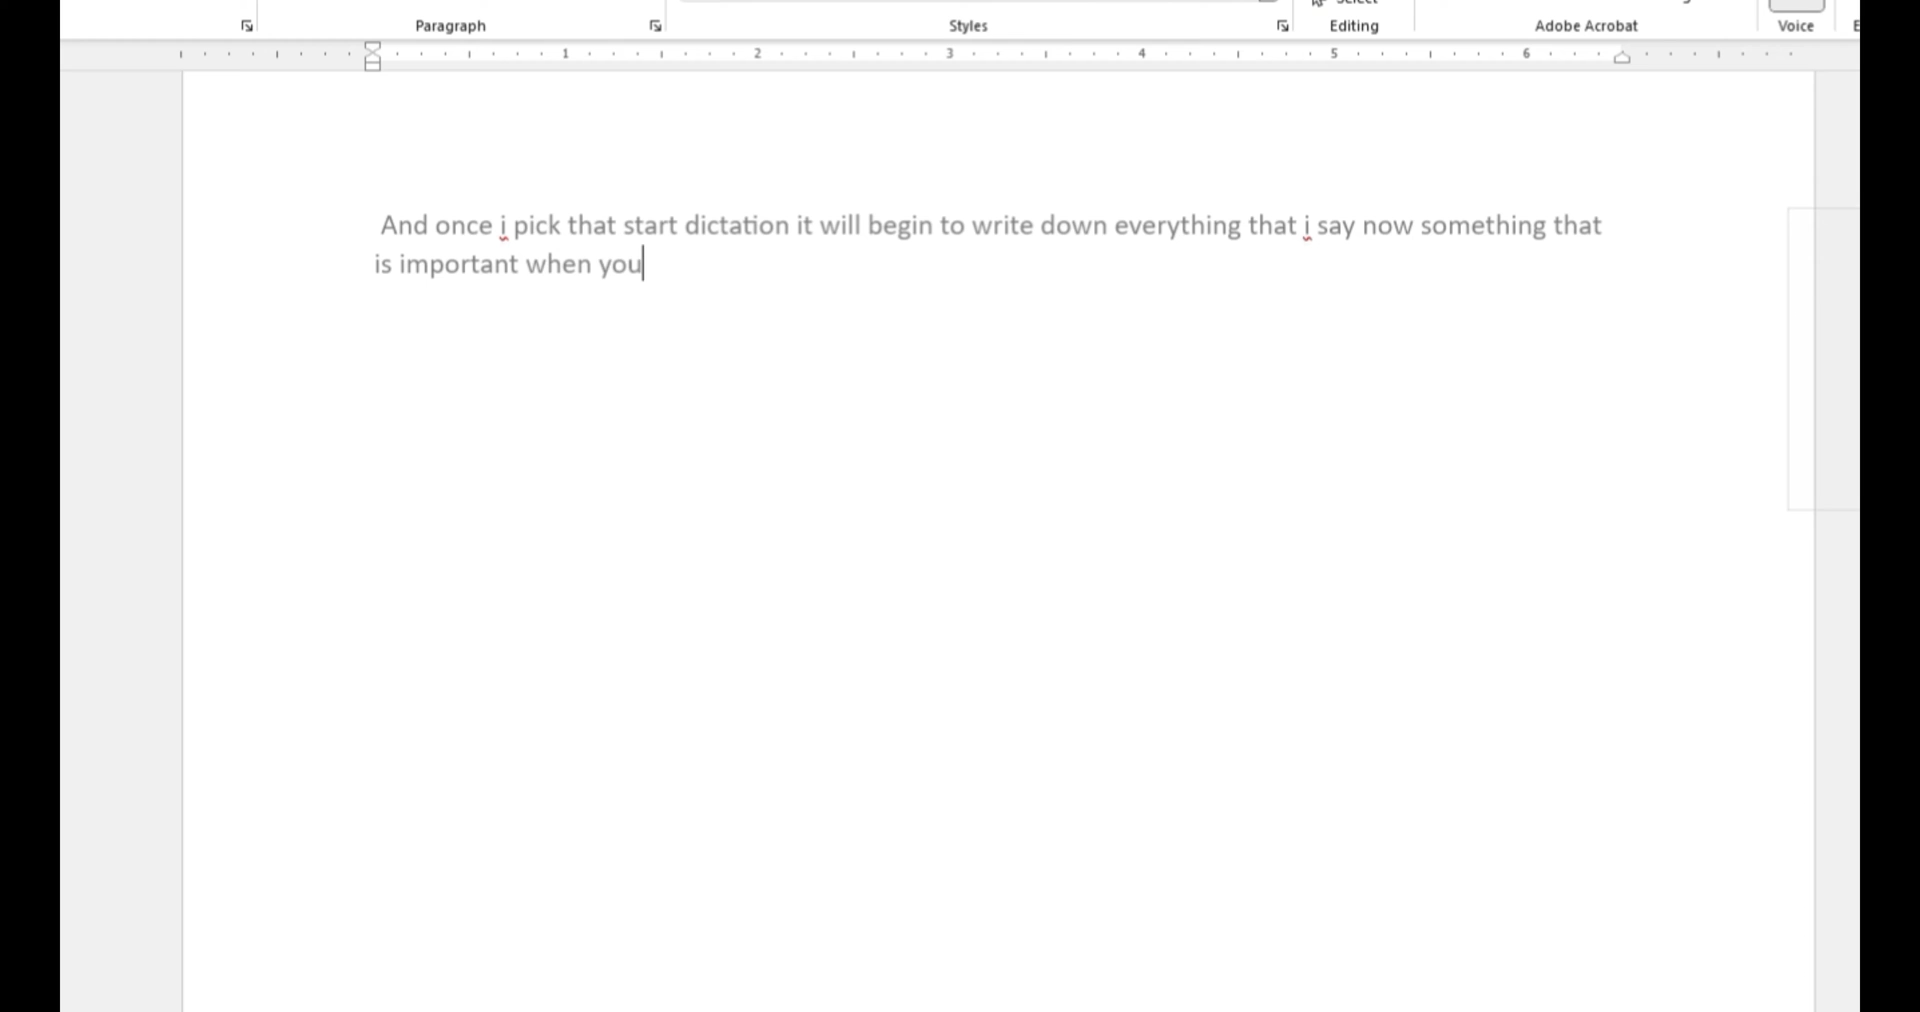 Paragraph Styles Editing Adobe Acrobat Voice
1 2 3 4 5 6
And once i pick that start dictation it will begin to write down everything that i say now something that
is important when you